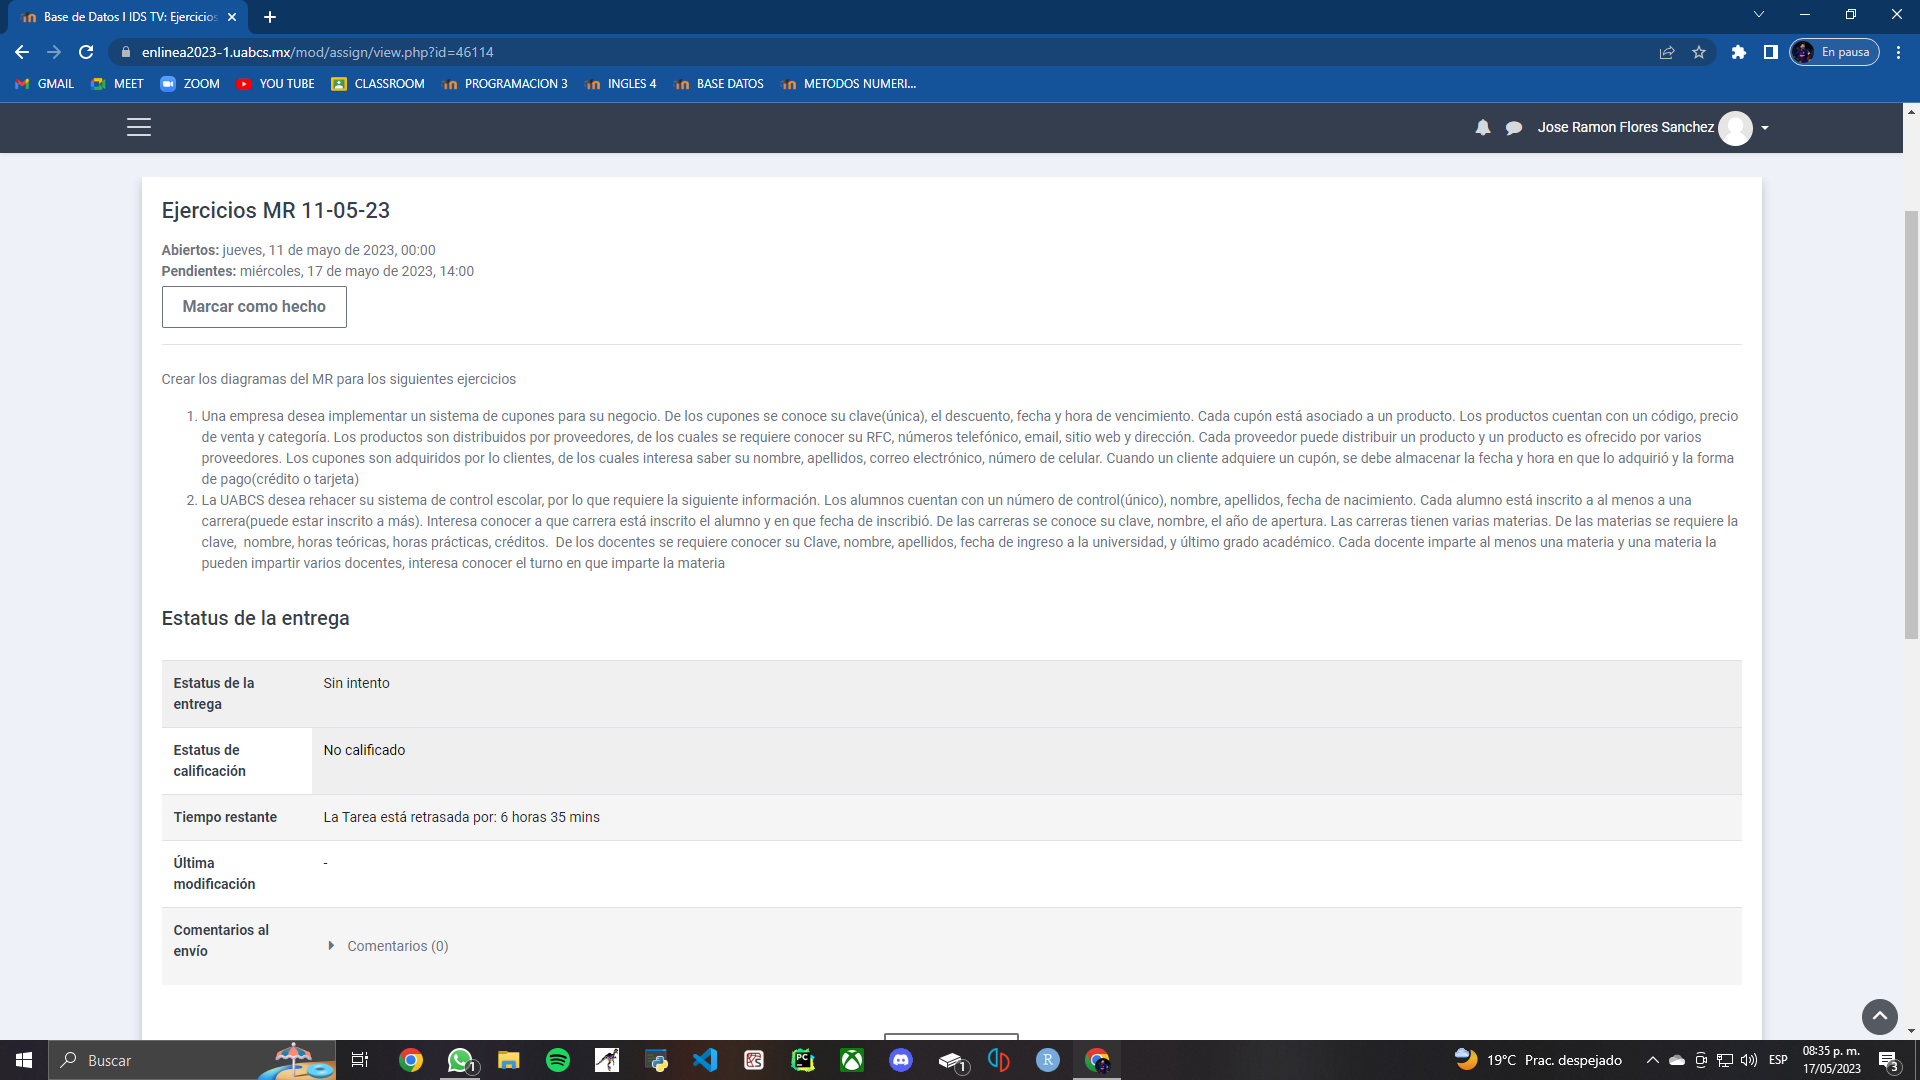 Base de Datos I IDS TV: Ejercicios
enlinea2023-1.uabcs.mx/mod/assign/view.php?id=46114
En pausa
GMAIL MEET ZOOM YOU TUBE CLASSROOM PROGRAMACION 3 INGLES 4 BASE DATOS METODOS NUMERI...
Jose Ramon Flores Sanchez
Ejercicios MR 11-05-23
Abiertos: jueves, 11 de mayo de 2023, 00:00
Pendientes: miércoles, 17 de mayo de 2023, 14:00
Marcar como hecho
Crear los diagramas del MR para los siguientes ejercicios
1. Una empresa desea implementar un sistema de cupones para su negocio. De los cupones se conoce su clave(única), el descuento, fecha y hora de vencimiento. Cada cupón está asociado a un producto. Los productos cuentan con un código, precio
de venta y categoría. Los productos son distribuidos por proveedores, de los cuales se requiere conocer su RFC, números telefónico, email, sitio web y dirección. Cada proveedor puede distribuir un producto y un producto es ofrecido por varios
proveedores. Los cupones son adquiridos por lo clientes, de los cuales interesa saber su nombre, apellidos, correo electrónico, número de celular. Cuando un cliente adquiere un cupón, se debe almacenar la fecha y hora en que lo adquirió y la forma
de pago(crédito o tarjeta)
2. La UABCS desea rehacer su sistema de control escolar, por lo que requiere la siguiente información. Los alumnos cuentan con un número de control(único), nombre, apellidos, fecha de nacimiento. Cada alumno está inscrito a al menos a una
carrera(puede estar inscrito a más). Interesa conocer a que carrera está inscrito el alumno y en que fecha de inscribió. De las carreras se conoce su clave, nombre, el año de apertura. Las carreras tienen varias materias. De las materias se requiere la
clave, nombre, horas teóricas, horas prácticas, créditos. De los docentes se requiere conocer su Clave, nombre, apellidos, fecha de ingreso a la universidad, y último grado académico. Cada docente imparte al menos una materia y una materia la
pueden impartir varios docentes, interesa conocer el turno en que imparte la materia
Estatus de la entrega
Estatus de la
entrega
Sin intento
Estatus de
calificación
No calificado
Tiempo restante
La Tarea está retrasada por: 6 horas 35 mins
Última
modificación
-
Comentarios al
envío
Comentarios (0)
Buscar
1
PC
1
R
19°C Prac. despejado
ESP
08:35 p. m.
17/05/2023
3